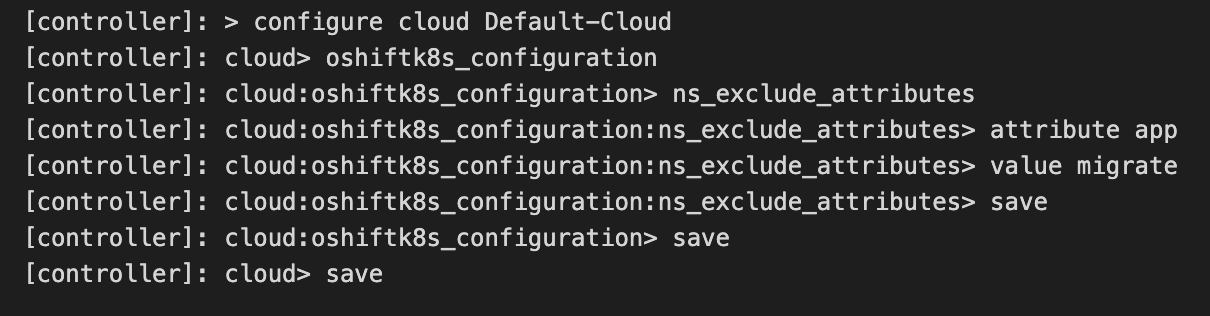 [controller]: > configure cloud Default-Cloud
[controller]: cloud> oshiftk8s_configuration
[controller]: cloud:oshiftk8s_configuration> ns_exclude_attributes
[controller]: cloud:oshiftk8s_configuration:ns_exclude_attributes> attribute app
[controller]: cloud:oshiftk8s_configuration:ns_exclude_attributes> value migrate
[controller]: cloud:oshiftk8s_configuration:ns_exclude_attributes> save
[controller]: cloud:oshiftk8s_configuration> save
[controller]: cloud> save